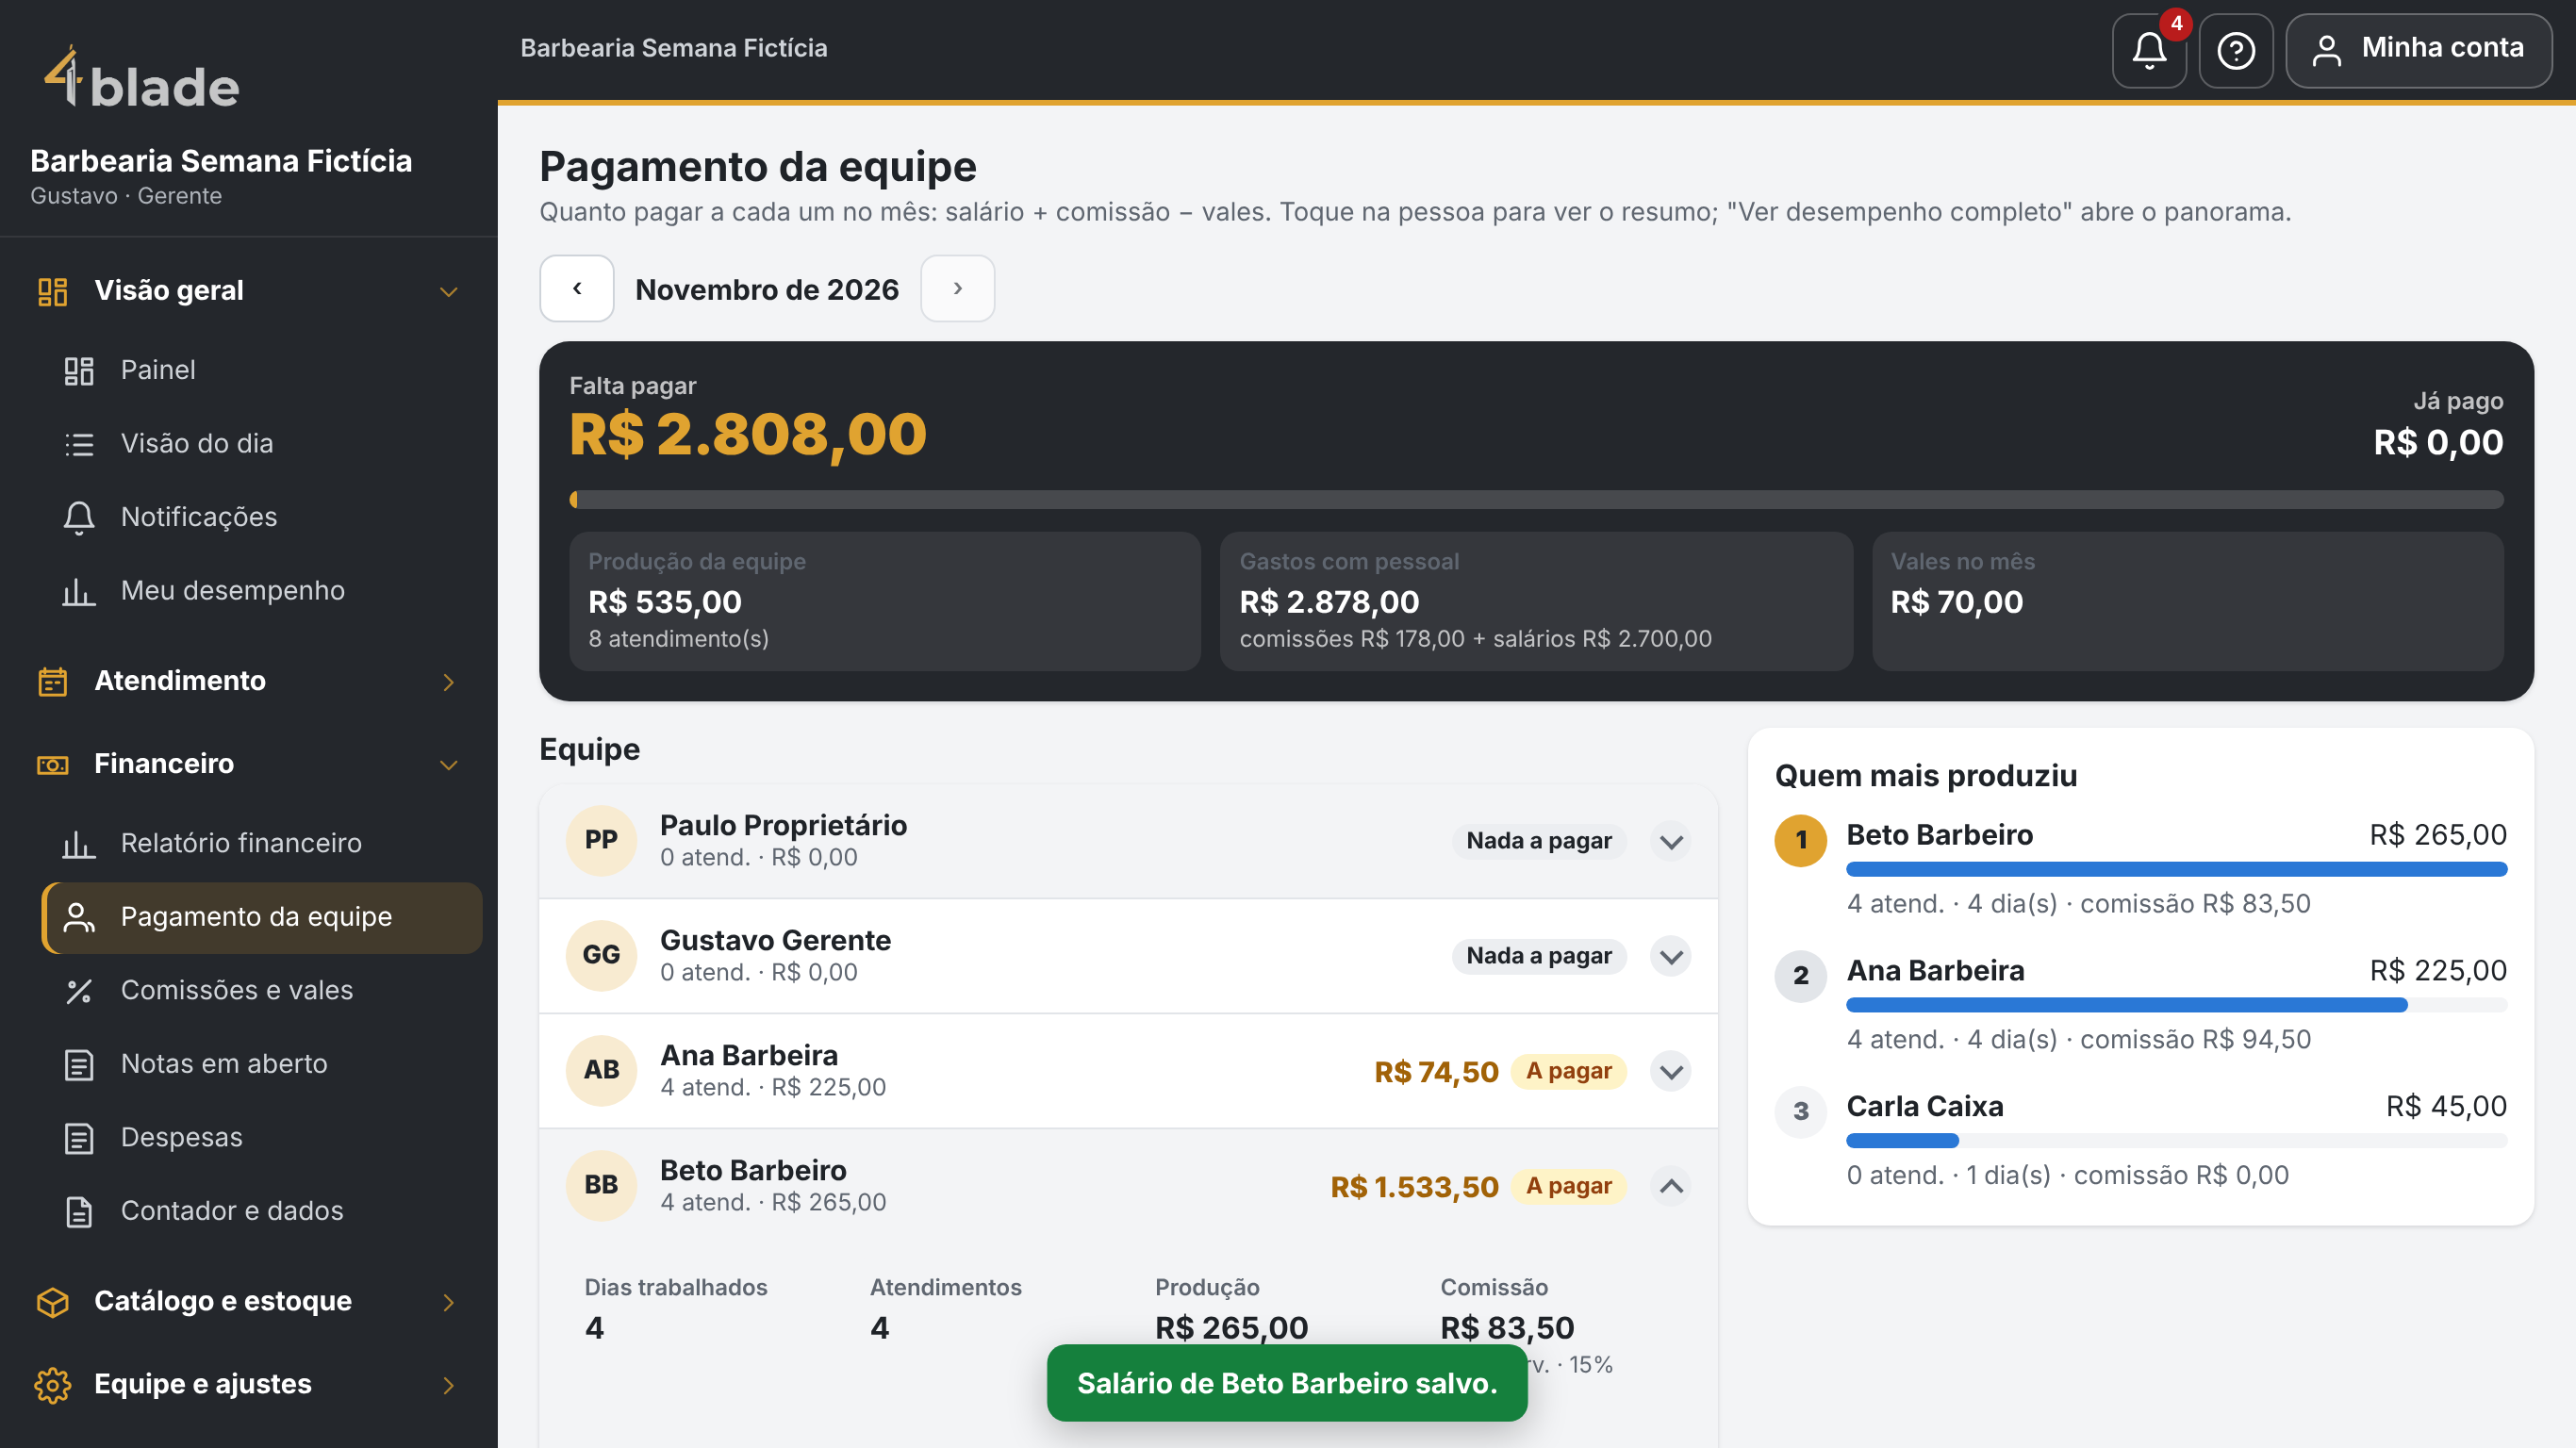 4blade
Barbearia Semana Fictícia
Gustavo · Gerente
Visão geral
Painel
Visão do dia
Notificações
Meu desempenho
Atendimento
Financeiro
Relatório financeiro
Pagamento da equipe
Comissões e vales
Notas em aberto
Despesas
Contador e dados
Catálogo e estoque
Equipe e ajustes
Barbearia Semana Fictícia
4
Minha conta
Pagamento da equipe
Quanto pagar a cada um no mês: salário + comissão − vales. Toque na pessoa para ver o resumo; "Ver desempenho completo" abre o panorama.
‹ Novembro de 2026 ›
Falta pagar
R$ 2.808,00
Já pago
R$ 0,00
Produção da equipe
R$ 535,00
8 atendimento(s)
Gastos com pessoal
R$ 2.878,00
comissões R$ 178,00 + salários R$ 2.700,00
Vales no mês
R$ 70,00
Equipe
PP
Paulo Proprietário
0 atend. · R$ 0,00
Nada a pagar
GG
Gustavo Gerente
0 atend. · R$ 0,00
Nada a pagar
AB
Ana Barbeira
4 atend. · R$ 225,00
R$ 74,50 A pagar
BB
Beto Barbeiro
4 atend. · R$ 265,00
R$ 1.533,50 A pagar
Dias trabalhados
4
Atendimentos
4
Produção
R$ 265,00
Comissão
R$ 83,50
rv. · 15%
Salário de Beto Barbeiro salvo.
Quem mais produziu
1
Beto Barbeiro R$ 265,00
4 atend. · 4 dia(s) · comissão R$ 83,50
2
Ana Barbeira R$ 225,00
4 atend. · 4 dia(s) · comissão R$ 94,50
3
Carla Caixa R$ 45,00
0 atend. · 1 dia(s) · comissão R$ 0,00